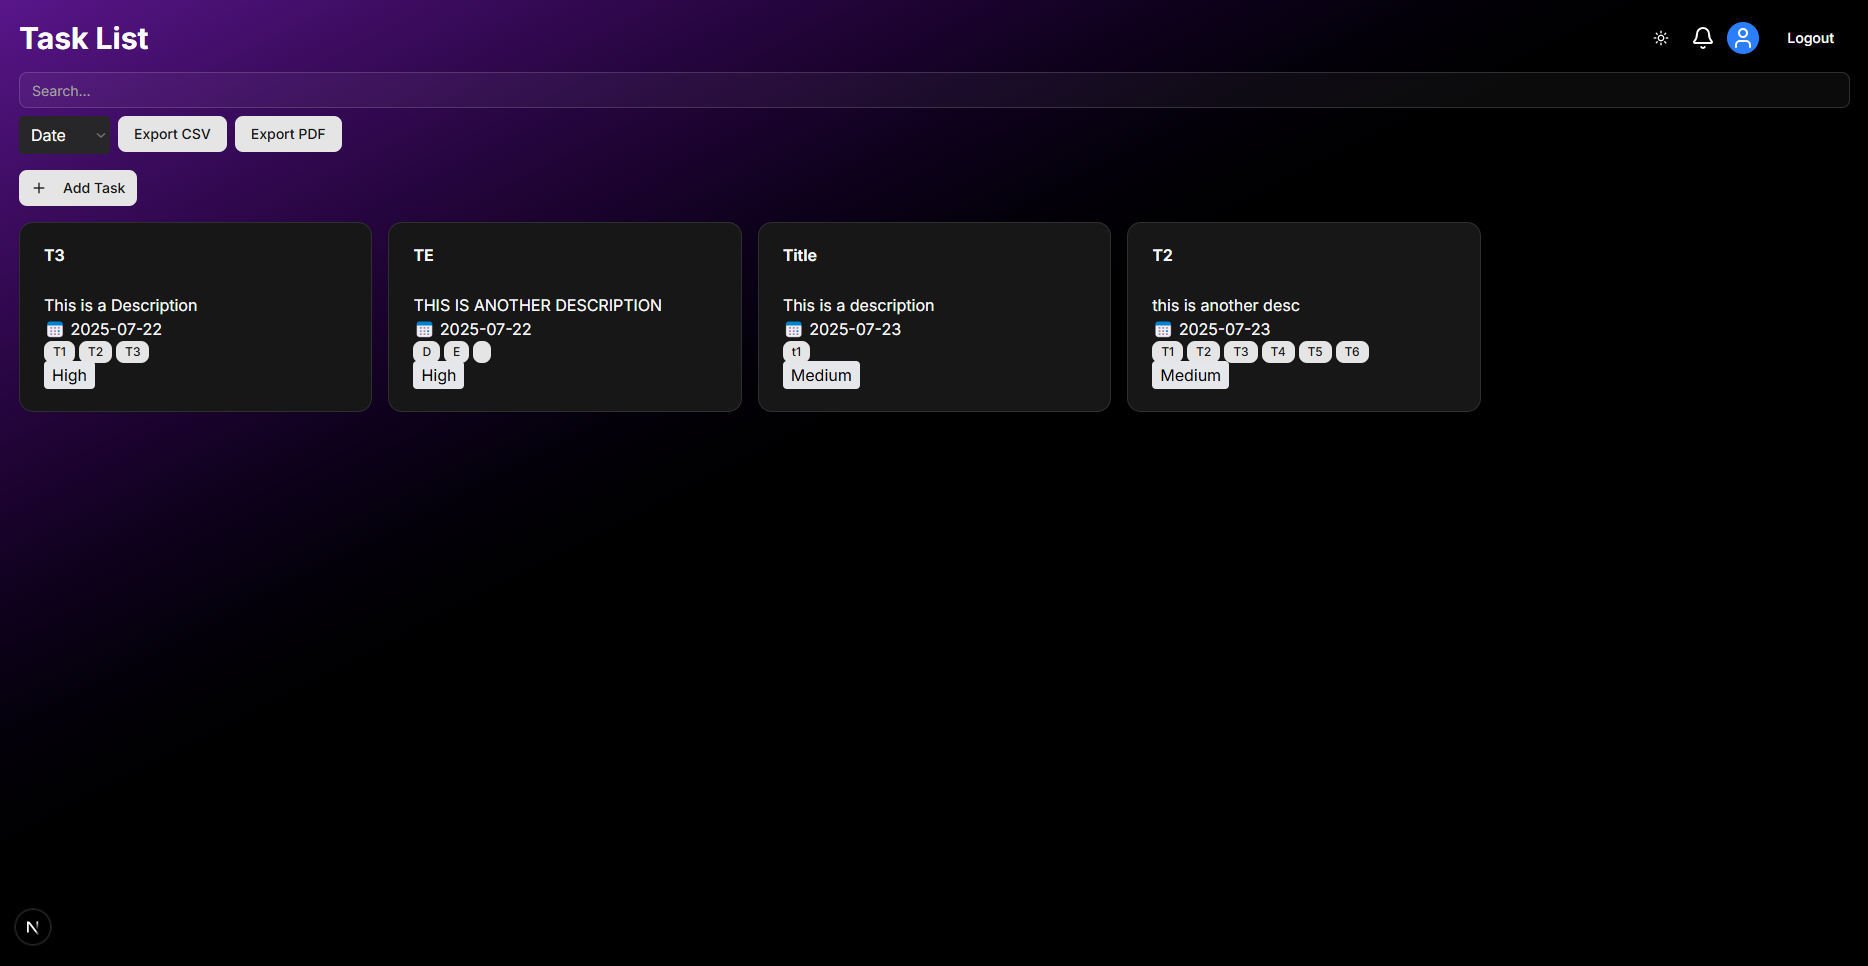 Task List
Logout
Search...
Date
Export CSV
Export PDF
Add Task
T3
This is a Description
2025-07-22
T1 T2 T3
High
TE
THIS IS ANOTHER DESCRIPTION
2025-07-22
D E
High
Title
This is a description
2025-07-23
t1
Medium
T2
this is another desc
2025-07-23
T1 T2 T3 T4 T5 T6
Medium
N